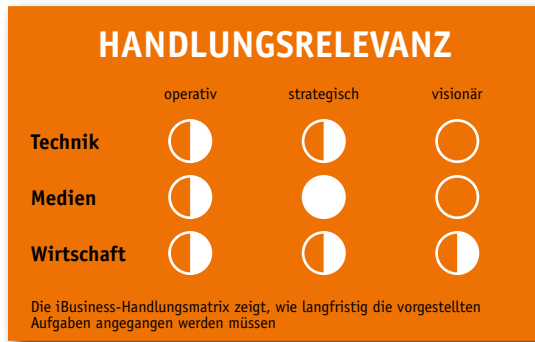 HANDLUNGSRELEVANZ
operativ strategisch visionär
Technik
Medien
Wirtschaft
Die iBusiness-Handlungsmatrix zeigt, wie langfristig die vorgestellten
Aufgaben angegangen werden müssen